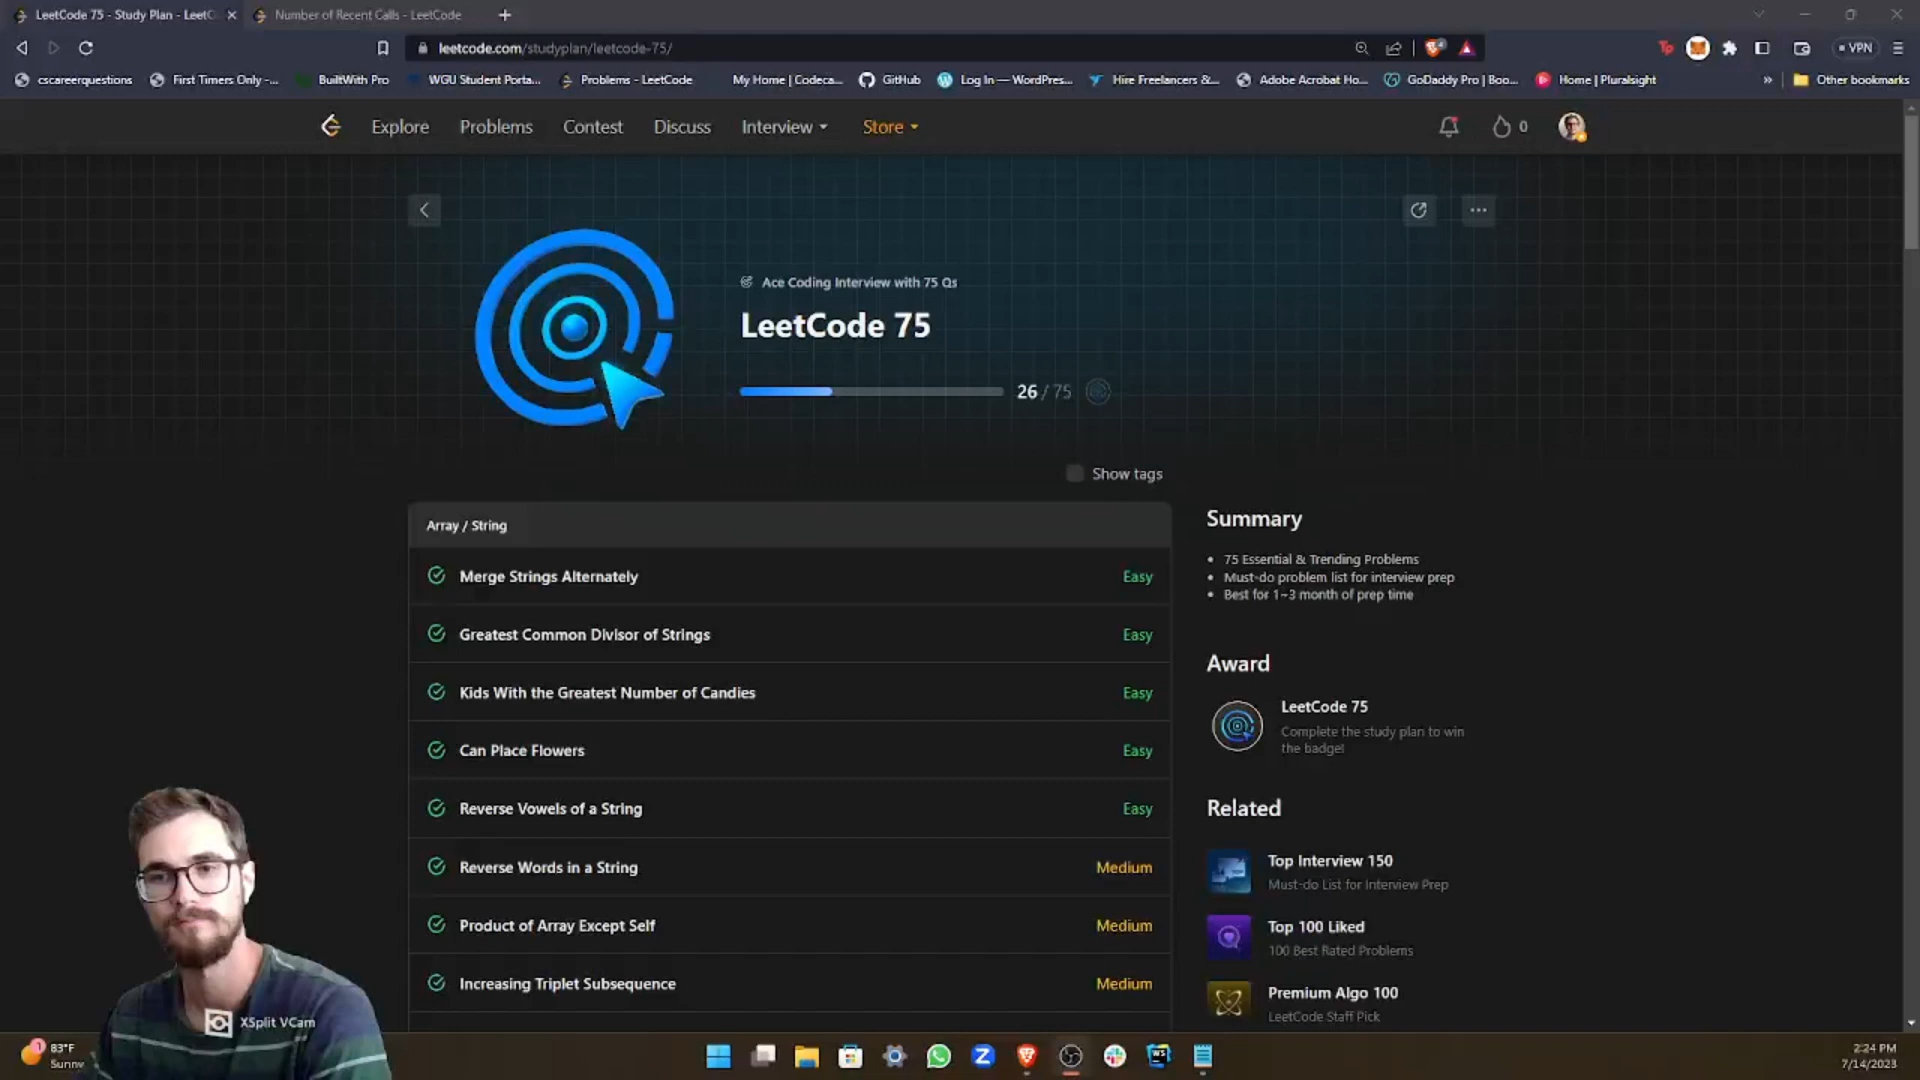 LeetCode 75 - Study Plan - LeetC
Number of Recent Calls - LeetCode
leetcode.com/studyplan/leetcode-75/
VPN
cscareerquestions
First Timers Only -...
BuiltWith Pro
WGU Student Porta...
Problems - LeetCode
My Home | Codeca...
GitHub
Log In — WordPres...
Hire Freelancers &...
Adobe Acrobat Ho...
GoDaddy Pro | Boo...
Home | Pluralsight
»
Other bookmarks
Explore
Problems
Contest
Discuss
Interview
Store
0
Ace Coding Interview with 75 Qs
LeetCode 75
26 / 75
Show tags
Array / String
Merge Strings Alternately Easy
Greatest Common Divisor of Strings Easy
Kids With the Greatest Number of Candies Easy
Can Place Flowers Easy
Reverse Vowels of a String Easy
Reverse Words in a String Medium
Product of Array Except Self Medium
Increasing Triplet Subsequence Medium
Summary
• 75 Essential & Trending Problems
• Must-do problem list for interview prep
• Best for 1~3 month of prep time
Award
LeetCode 75
Complete the study plan to win
the badge!
Related
Top Interview 150
Must-do List for Interview Prep
Top 100 Liked
100 Best Rated Problems
Premium Algo 100
LeetCode Staff Pick
XSplit VCam
1
83°F
Sunny
2:24 PM
7/14/2023